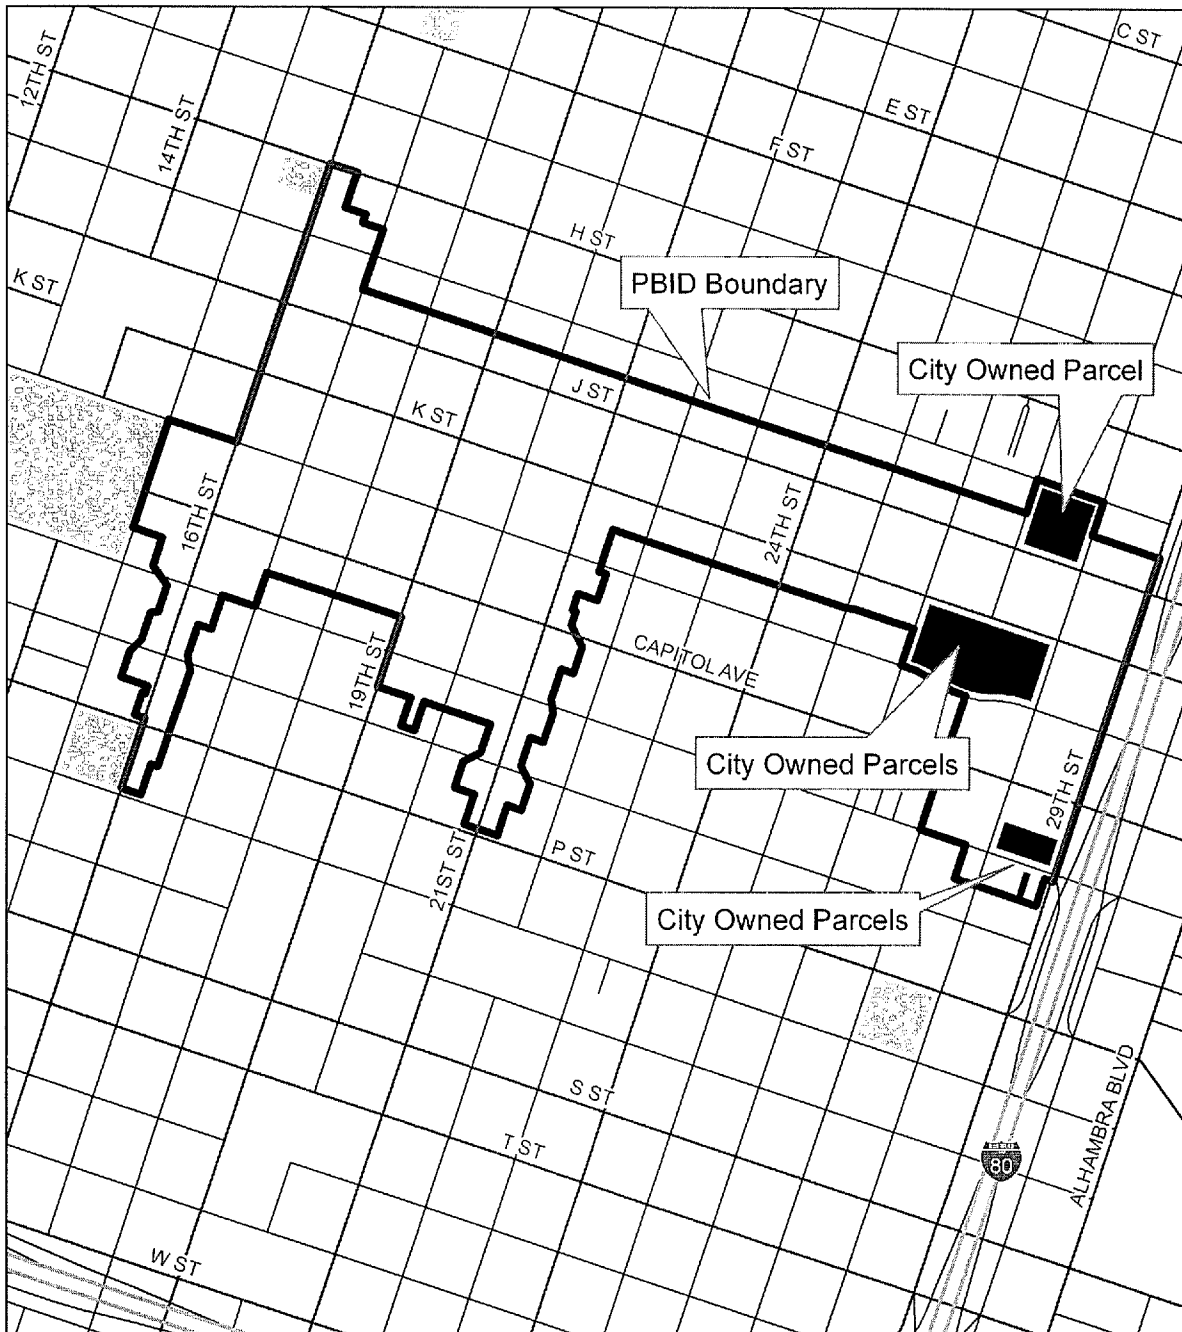 C ST
12TH ST
E ST
14TH ST
F ST
H ST
K ST
PBID Boundary
City Owned Parcel
J ST
K ST
16TH ST
24TH ST
CAPITOL AVE
19TH ST
City Owned Parcels
29TH ST
P ST
21ST ST
City Owned Parcels
S ST
ALHAMBRA BLVD
T ST
80
W ST